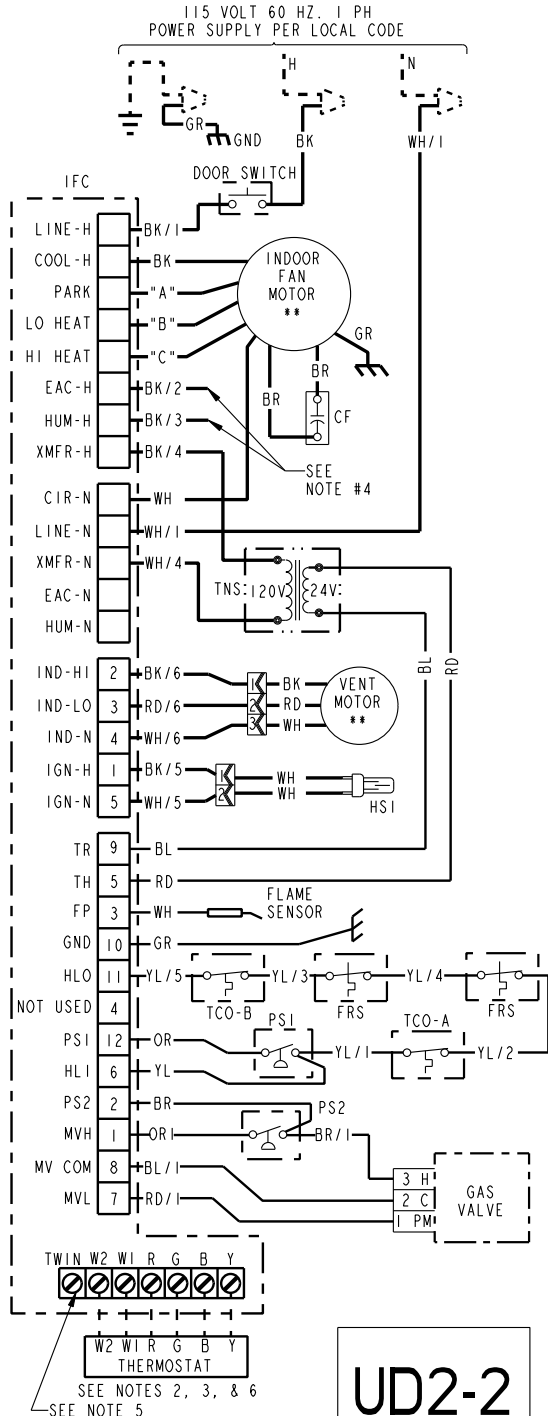 115 VOLT 60 HZ. 1 PH
POWER SUPPLY PER LOCAL CODE
H
N
GR
GND
BK
WH/1
IFC
DOOR SWITCH
LINE-H BK/1
COOL-H BK
PARK "A"
LO HEAT "B"
HI HEAT "C"
INDOOR
FAN
MOTOR
**
GR
BR
BR
CF
EAC-H BK/2
HUM-H BK/3
XMFR-H BK/4
SEE
NOTE #4
CIR-N WH
LINE-N WH/1
XMFR-N WH/4
EAC-N
HUM-N
TNS 120V 24V
BL
RD
IND-HI 2 BK/6 1 BK
IND-LO 3 RD/6 2 RD
IND-N 4 WH/6 3 WH
VENT
MOTOR
**
IGN-H 1 BK/5 1 WH
IGN-N 5 WH/5 2 WH
HSI
TR 9 BL
TH 5 RD
FP 3 WH
FLAME
SENSOR
GND 10 GR
HLO 11 YL/5 YL/3 YL/4
TCO-B FRS FRS
NOT USED 4
PS1 TCO-A
PS1 12 OR YL/1 YL/2
HLI 6 YL
PS2 2 BR PS2
MVH 1 OR1 BR/1
MV COM 8 BL/1
MVL 7 RD/1
3 H
2 C
1 PM
GAS
VALVE
TWIN W2 W1 R G B Y
W2 W1 R G B Y
THERMOSTAT
SEE NOTES 2, 3, & 6
SEE NOTE 5
UD2-2